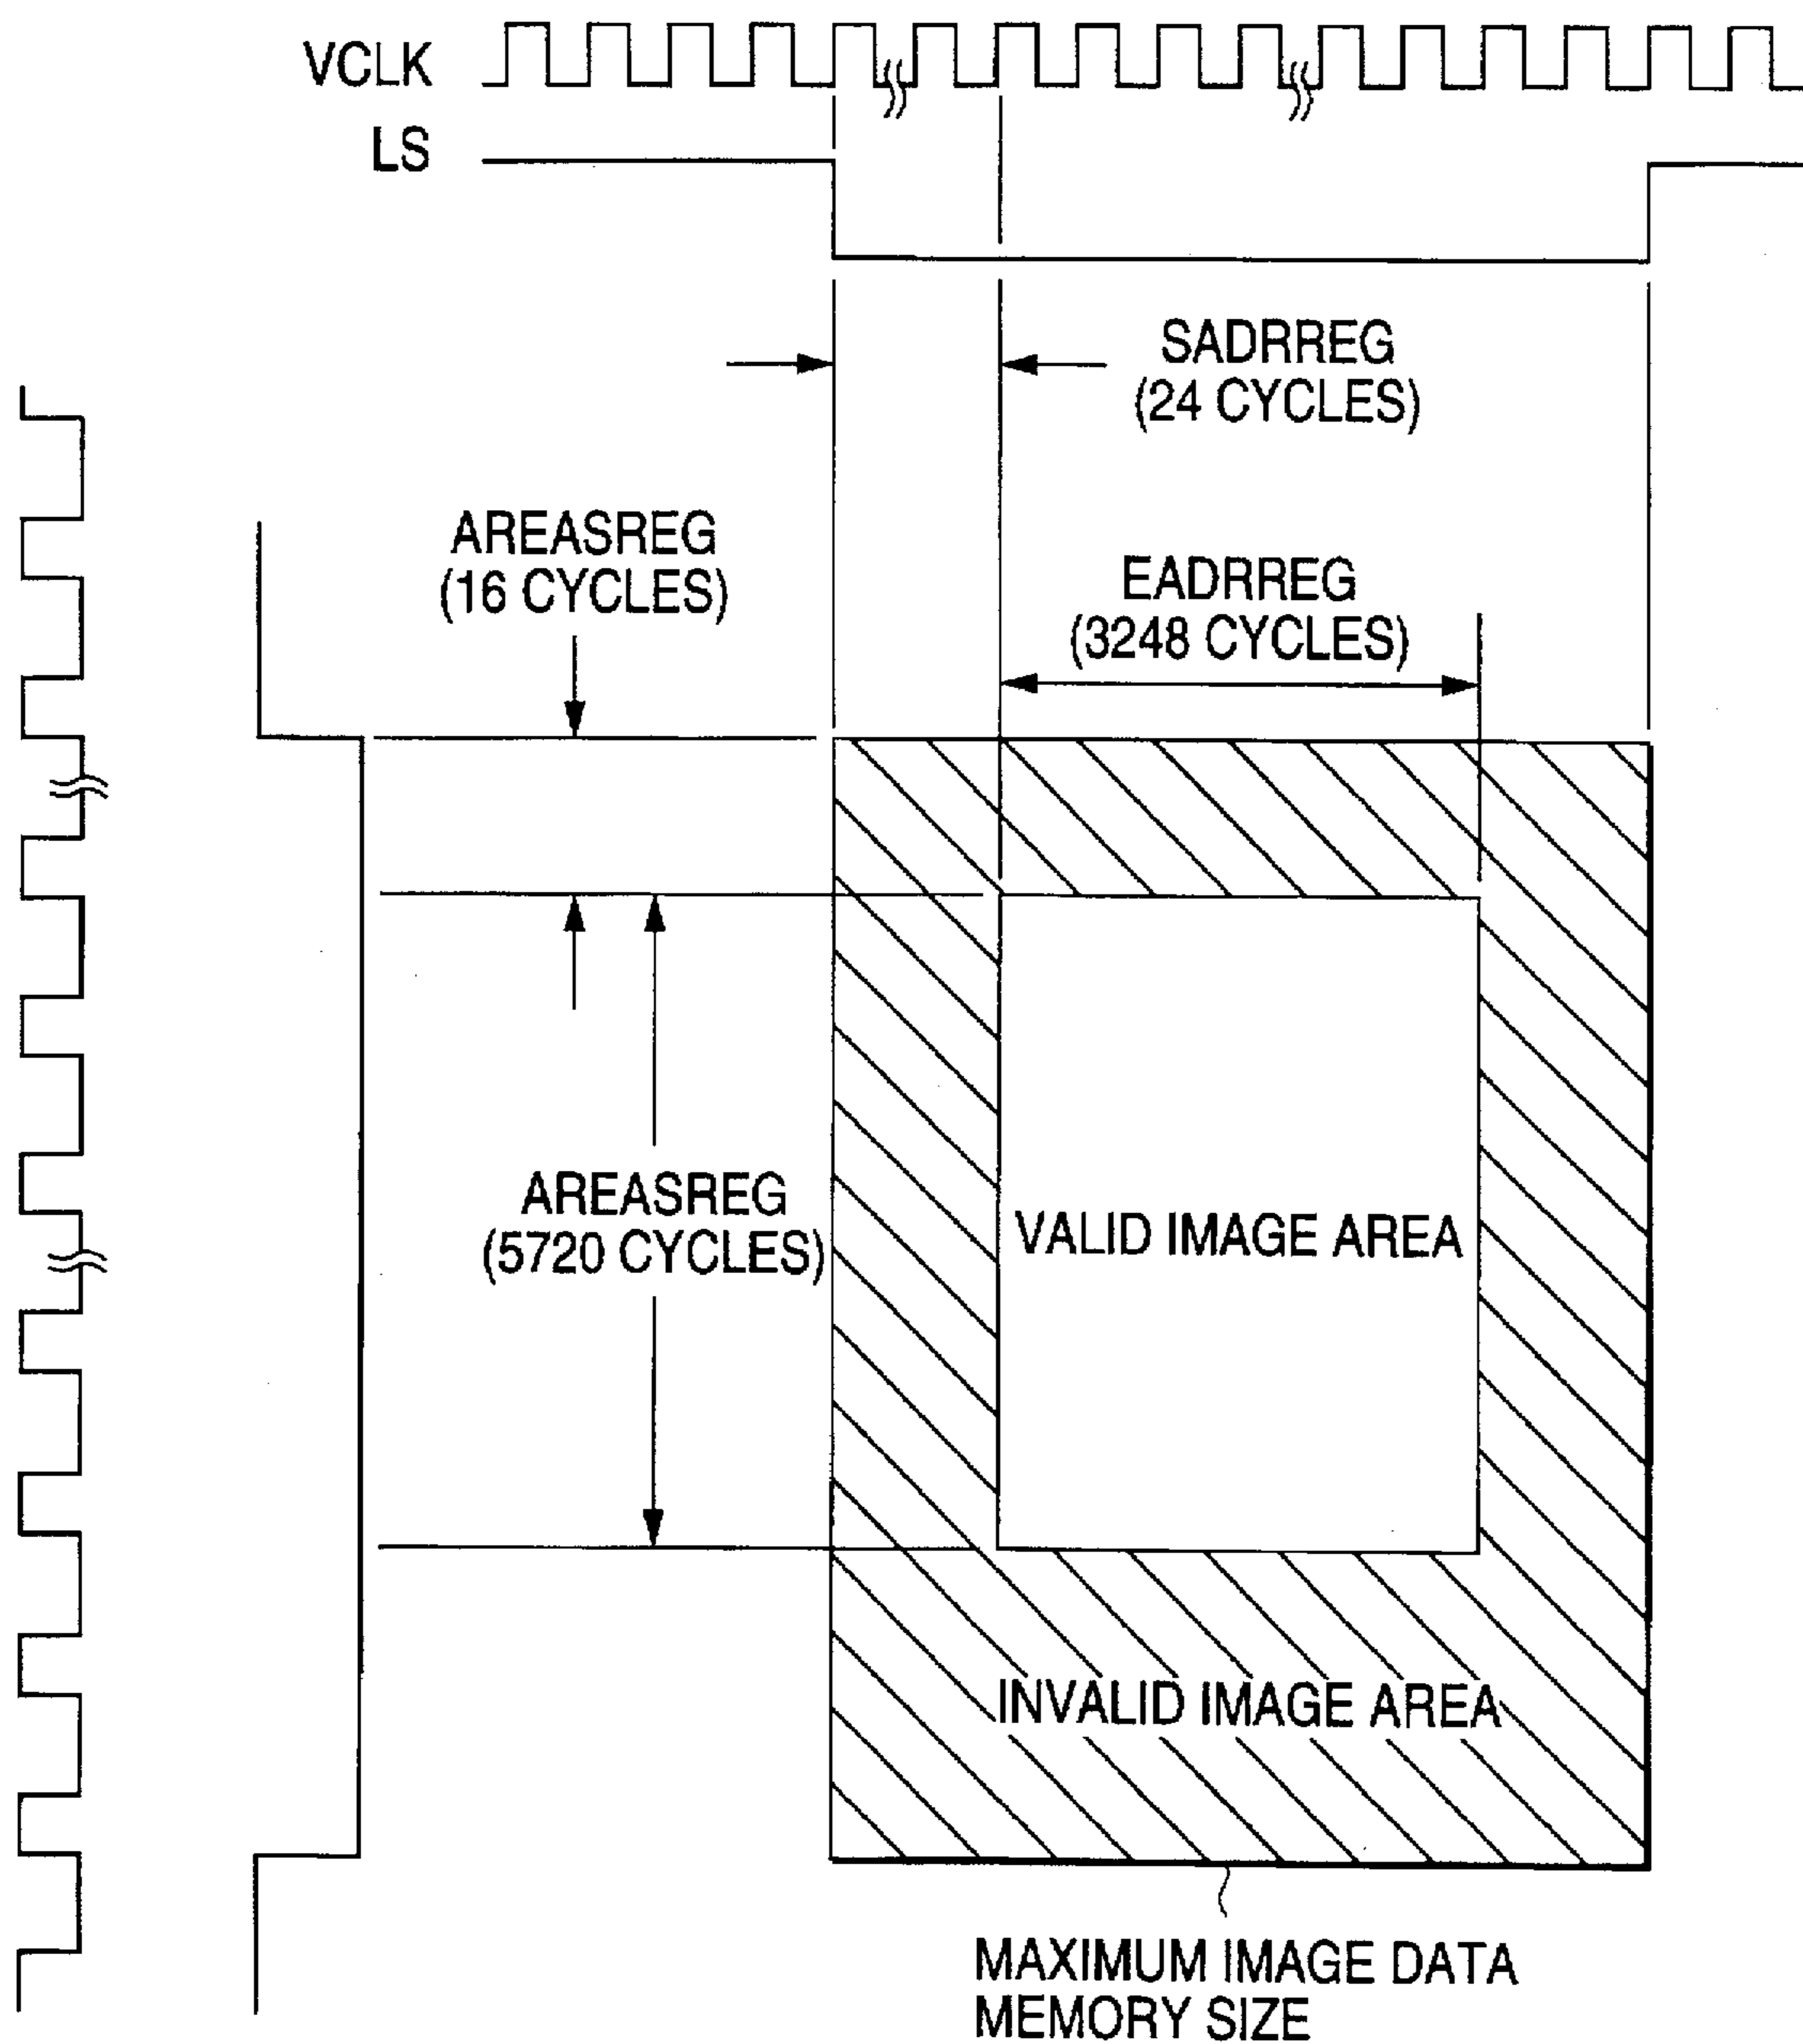 VCLK
LS
SADRREG
(24 CYCLES)
AREASREG
(16 CYCLES)
EADRREG
(3248 CYCLES)
AREASREG
(5720 CYCLES)
VALID IMAGE AREA
INVALID IMAGE AREA
MAXIMUM IMAGE DATA
MEMORY SIZE